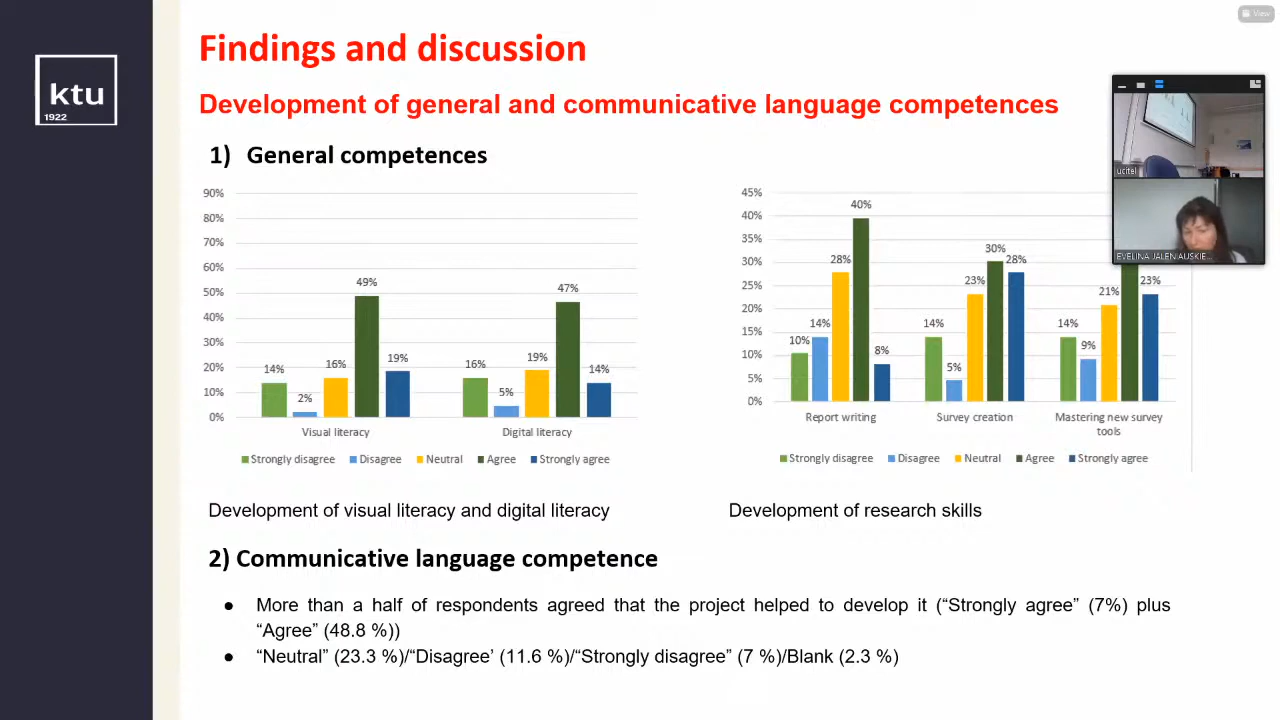 View
Findings and discussion
ktu
1922
Development of general and communicative language competences
ucitel
EVELINA JALEN AUSKIE...
1) General competences
90%
80%
70%
60%
50%
40%
30%
20%
10%
0%
14%
2%
16%
49%
19%
16%
5%
19%
47%
14%
Visual literacy
Digital literacy
Strongly disagree Disagree Neutral Agree Strongly agree
45%
40%
35%
30%
25%
20%
15%
10%
5%
0%
10%
14%
28%
40%
8%
14%
5%
23%
30%
28%
14%
9%
21%
23%
Report writing
Survey creation
Mastering new survey
tools
Strongly disagree Disagree Neutral Agree Strongly agree
Development of visual literacy and digital literacy
Development of research skills
2) Communicative language competence
● More than a half of respondents agreed that the project helped to develop it (“Strongly agree” (7%) plus
“Agree” (48.8 %))
● “Neutral” (23.3 %)/“Disagree’ (11.6 %)/“Strongly disagree” (7 %)/Blank (2.3 %)